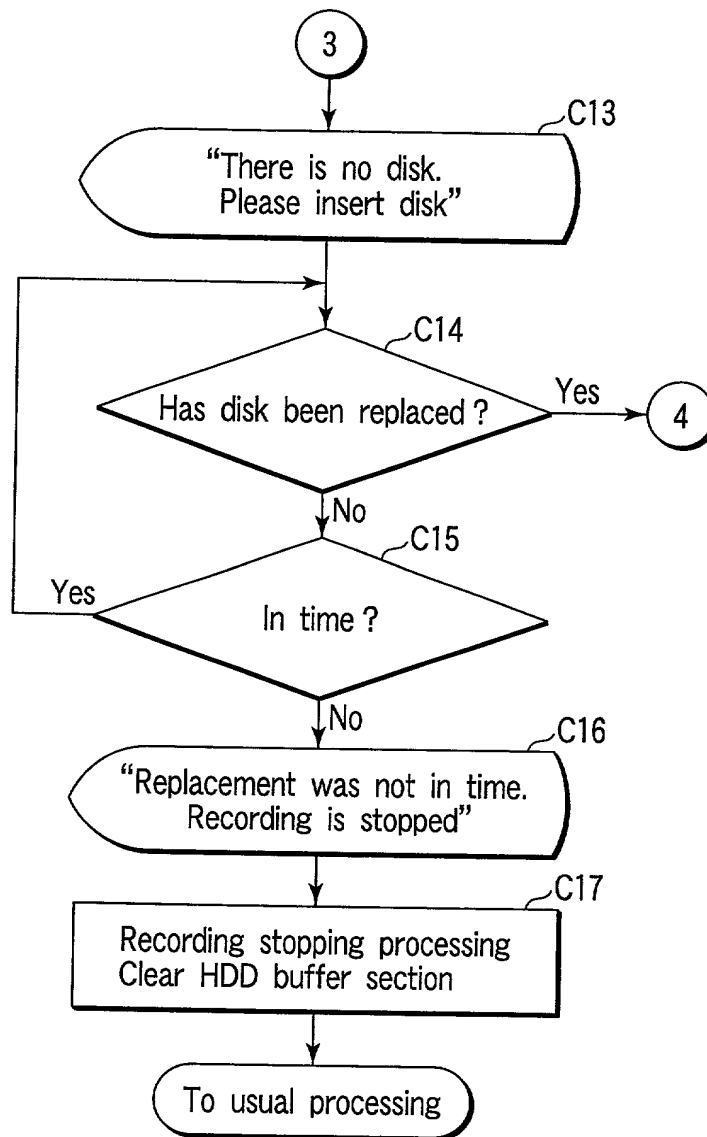 3
C13
“There is no disk.
Please insert disk”
C14
Has disk been replaced ?
Yes
4
No
C15
Yes
In time ?
No
C16
“Replacement was not in time.
Recording is stopped”
C17
Recording stopping processing
Clear HDD buffer section
To usual processing